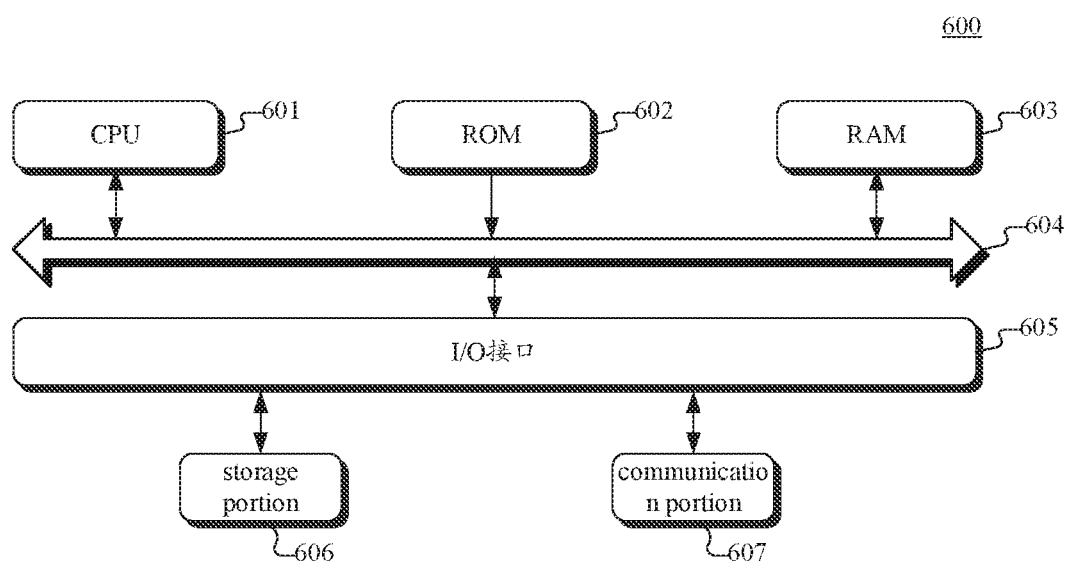 600
CPU
601
ROM
602
RAM
603
604
I/O接口
605
storage
portion
606
communicatio
n portion
607